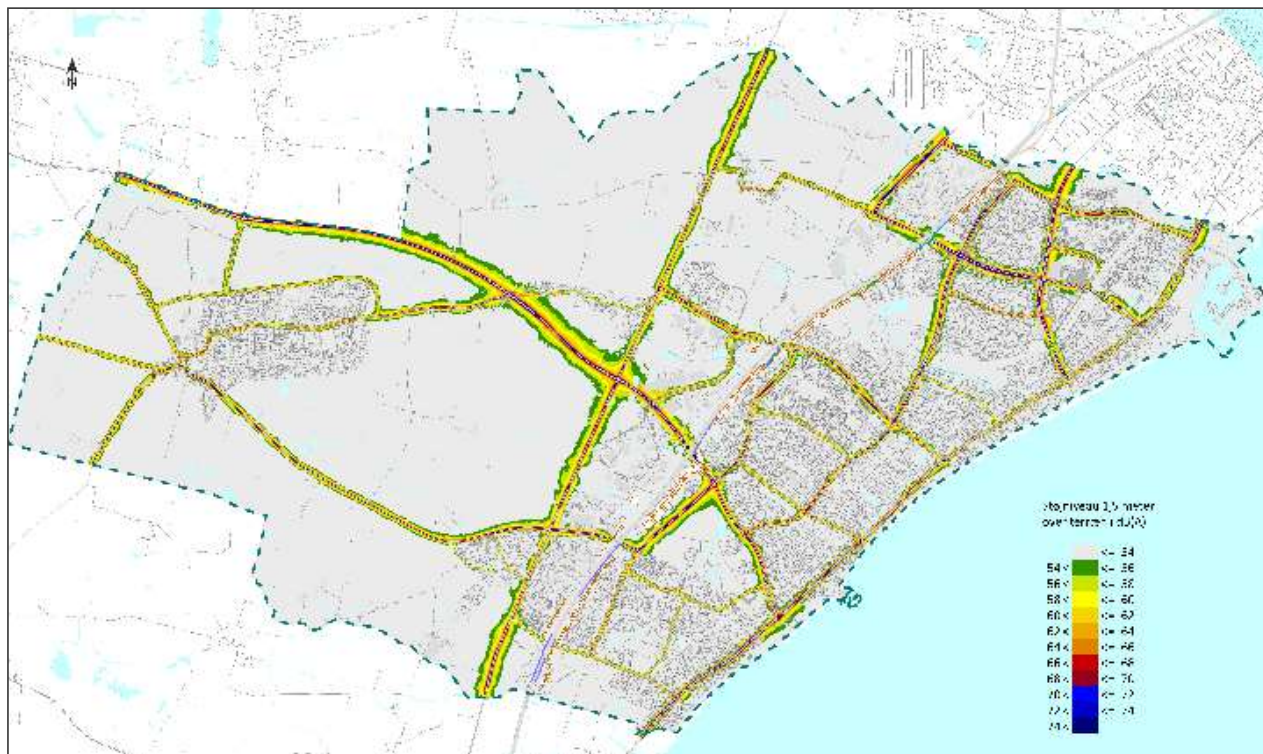 N
Støjniveau 1,5 meter
over terræn i dB(A)
<= 54
54 < <= 56
56 < <= 58
58 < <= 60
60 < <= 62
62 < <= 64
64 < <= 66
66 < <= 68
68 < <= 70
70 < <= 72
72 < <= 74
74 <